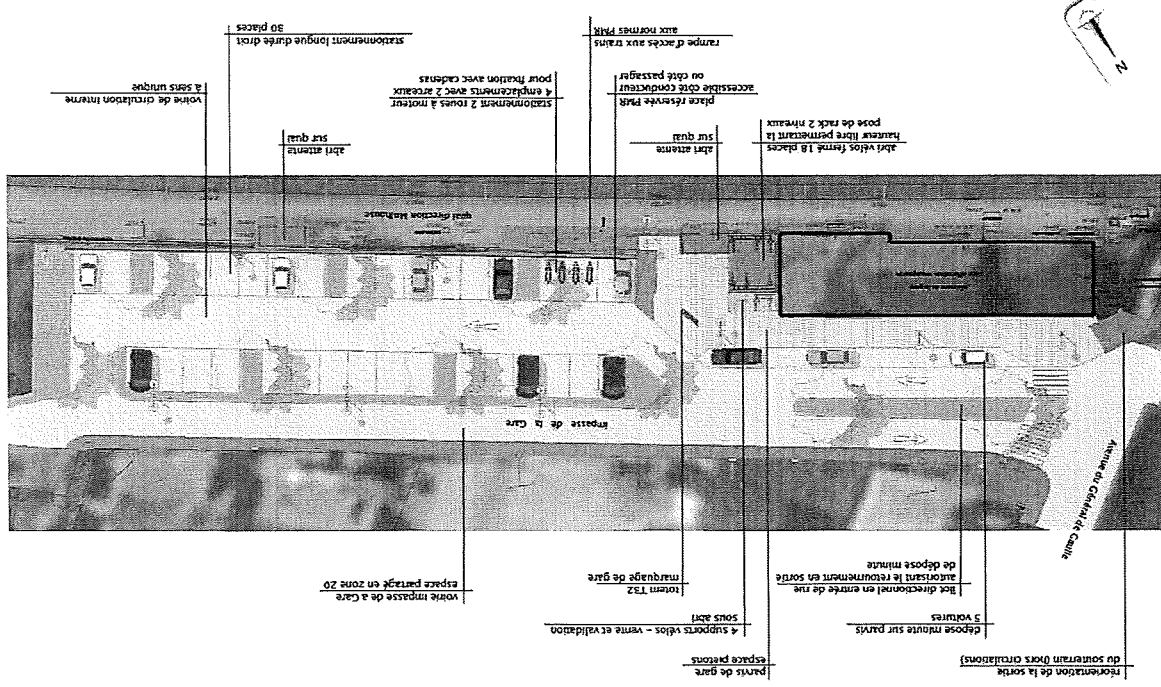 réorientation de la sortie
du souterrain (hors circulations)
parvis de gare
espace piétons
dépose minute sur parvis
5 voitures
4 supports vélos – vente et validation
sous abri
îlot directionnel en entrée de rue
autorisant le retournement en sortie
de dépose minute
totem T32
marquage de gare
voirie impasse de a Gare
espace partagé en zone 20
Avenue du Général de Gaulle
Impasse de la Gare
quai direction Mulhouse
abri vélos fermé 18 places
hauteur libre permettant la
pose de rack 2 niveaux
abri attente
sur quai
place réservée PMR
accessible côté conducteur
ou côté passager
rampe d'accès aux trains
aux normes PMR
stationnement 2 roues à moteur
4 emplacements avec 2 arceaux
pour fixation avec cadenas
abri attente
sur quai
stationnement longue durée droit
30 places
voirie de circulation interne
à sens unique
N